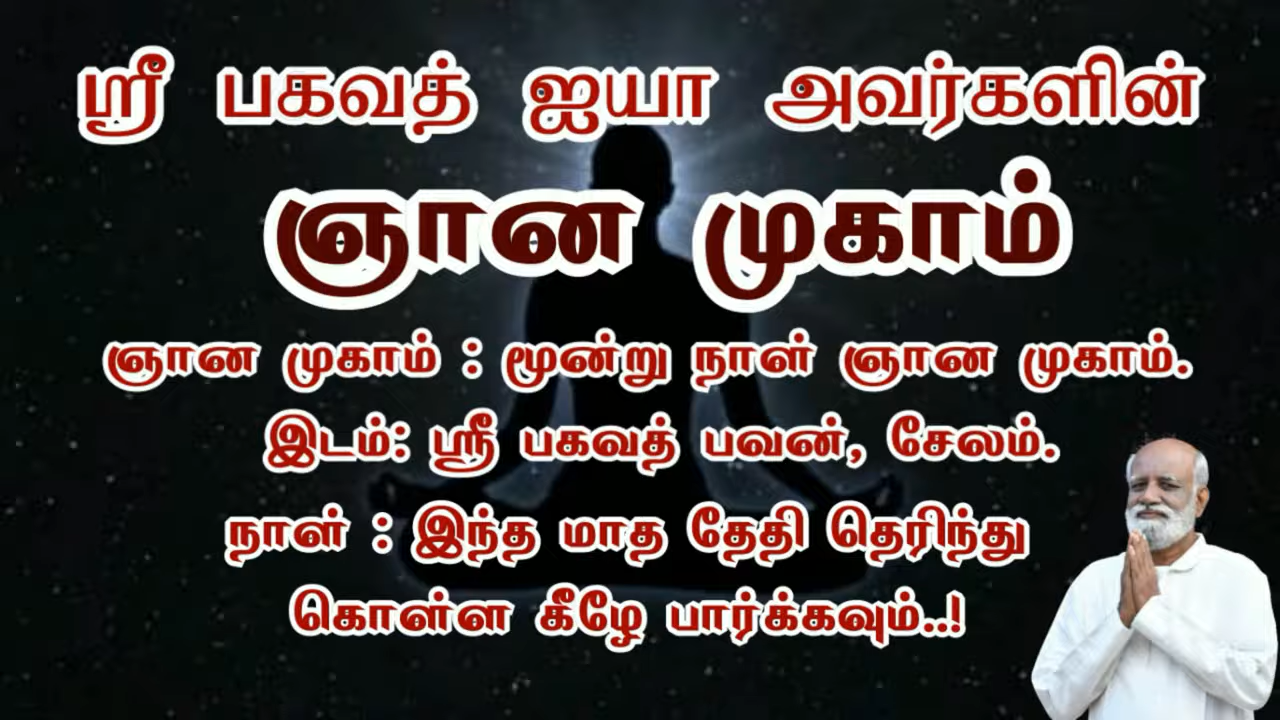 ஸ்ரீ பகவத் ஐயா அவர்களின்
ஞான முகாம்
ஞான முகாம் : மூன்று நாள் ஞான முகாம்.
இடம்: ஸ்ரீ பகவத் பவன், சேலம்.
நாள் : இந்த மாத தேதி தெரிந்து
கொள்ள கீழே பார்க்கவும்..!